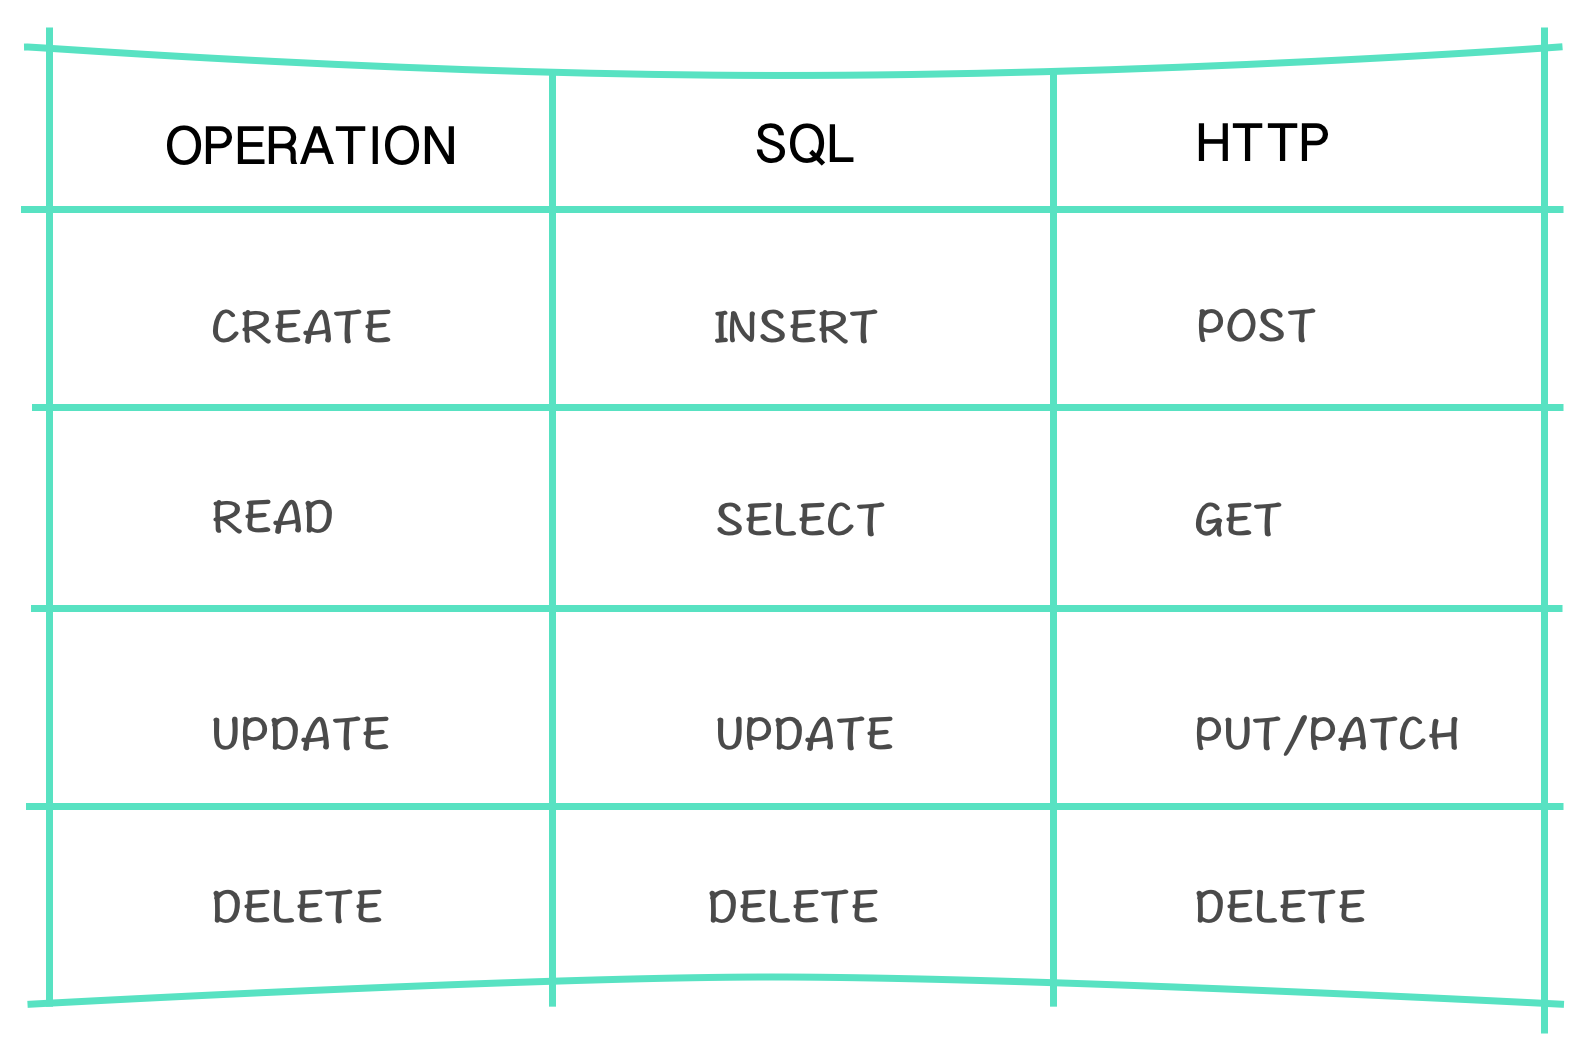 OPERATION SQL HTTP
CREATE INSERT POST
READ SELECT GET
UPDATE UPDATE PUT/PATCH
DELETE DELETE DELETE